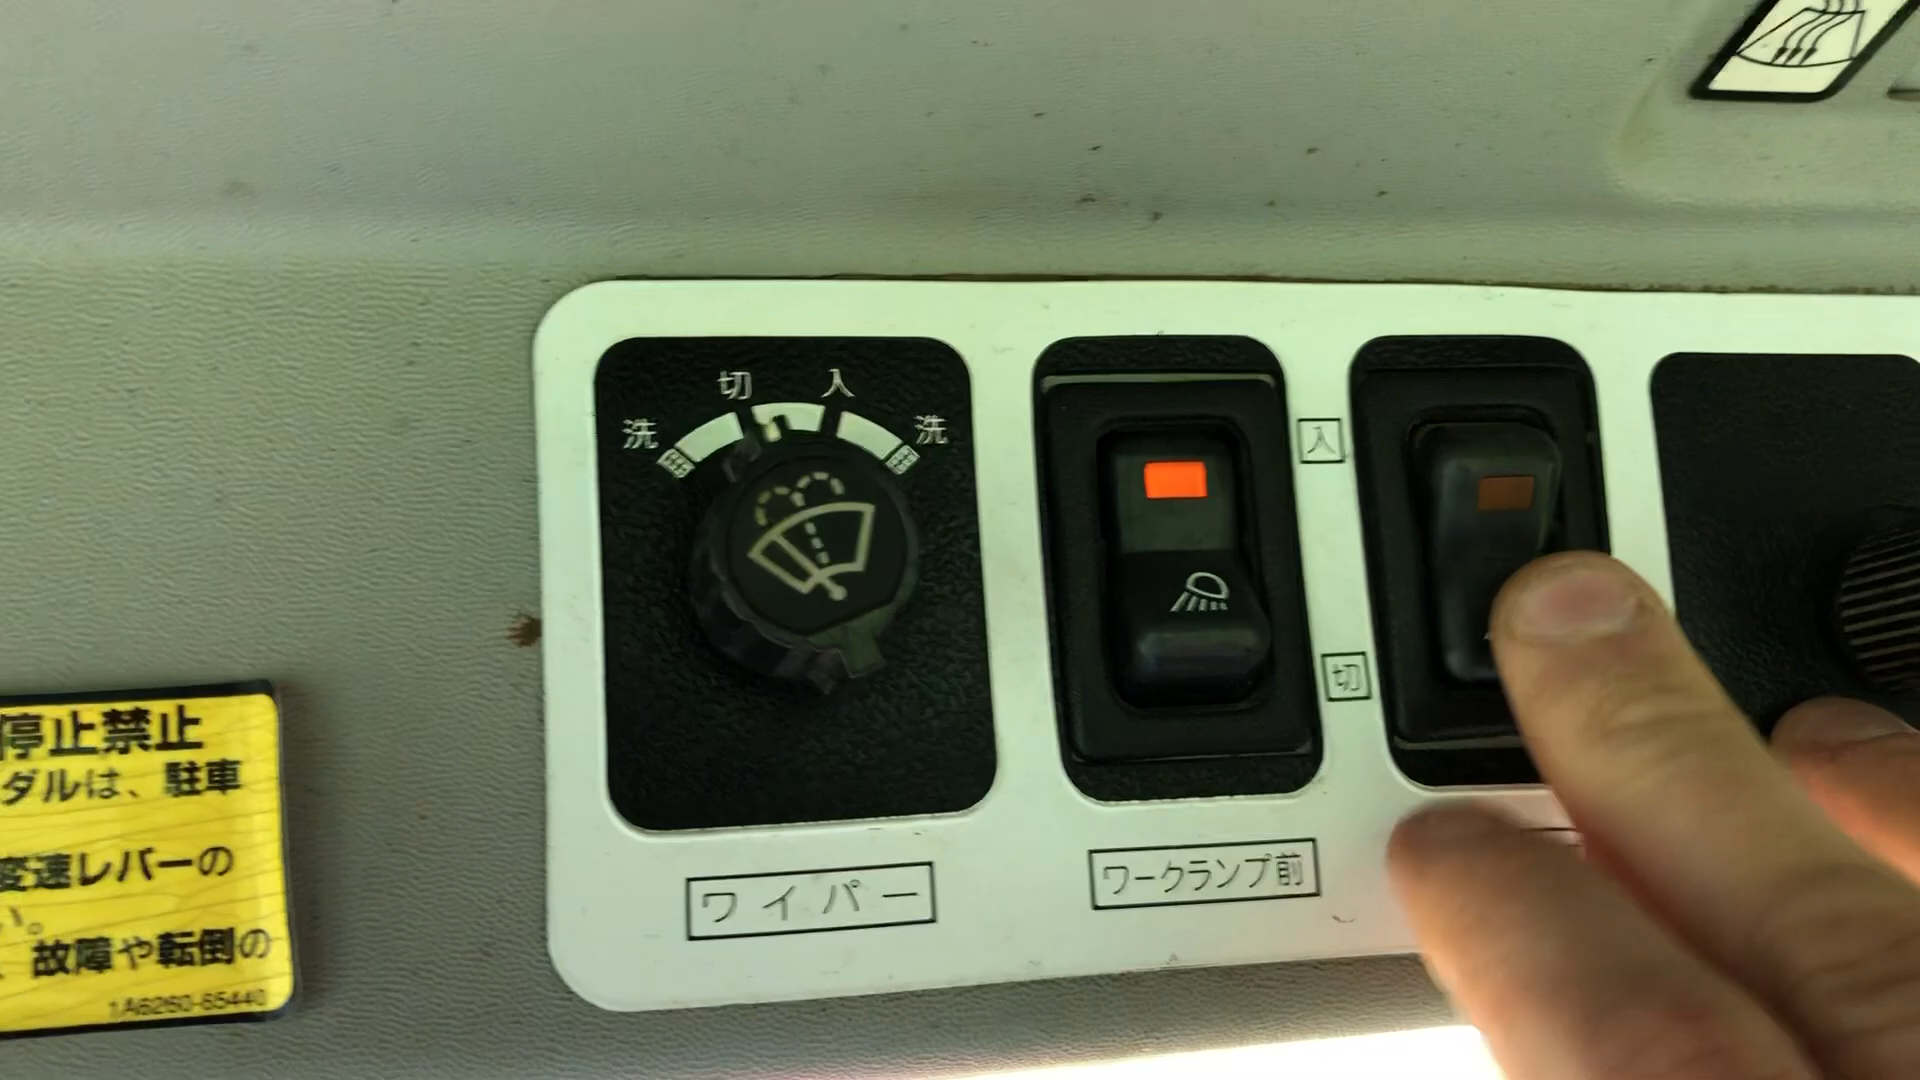 切 入
洗 洗
入
切
ワイパー
ワークランプ前
停止禁止
ダルは、駐車
変速レバーの
い。
、故障や転倒の
1A6260-65440